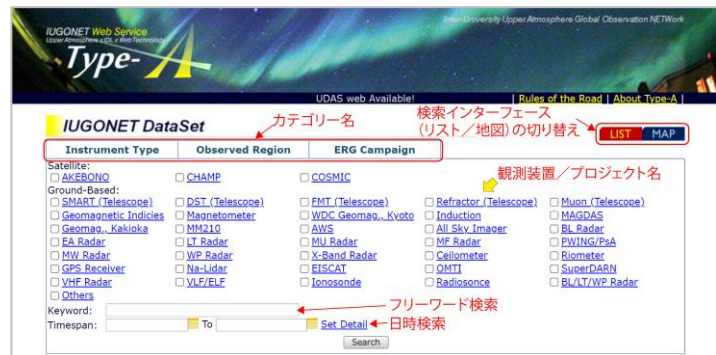 Inter-University Upper Atmosphere Global Observation NETWork
IUGONET Web Service
Upper Atmosphere x IDL x Web Technology
Type-A
UDAS web Available! | Rules of the Road | About Type-A |
IUGONET DataSet
カテゴリー名
検索インターフェース
(リスト／地図)の切り替え
LIST MAP
Instrument Type Observed Region ERG Campaign
Satellite:
AKEBONO CHAMP COSMIC
観測装置／プロジェクト名
Ground-Based:
SMART (Telescope) DST (Telescope) FMT (Telescope) Refractor (Telescope) Muon (Telescope)
Geomagnetic Indicies Magnetometer WDC Geomag., Kyoto Induction MAGDAS
Geomag., Kakioka MM210 AWS All Sky Imager BL Radar
EA Radar LT Radar MU Radar MF Radar PWING/PsA
MW Radar WP Radar X-Band Radar Ceilometer Riometer
GPS Receiver Na-Lidar EISCAT OMTI SuperDARN
VHF Radar VLF/ELF Ionosonde Radiosonce BL/LT/WP Radar
Others
Keyword: フリーワード検索
Timespan: To Set Detail 日時検索
Search